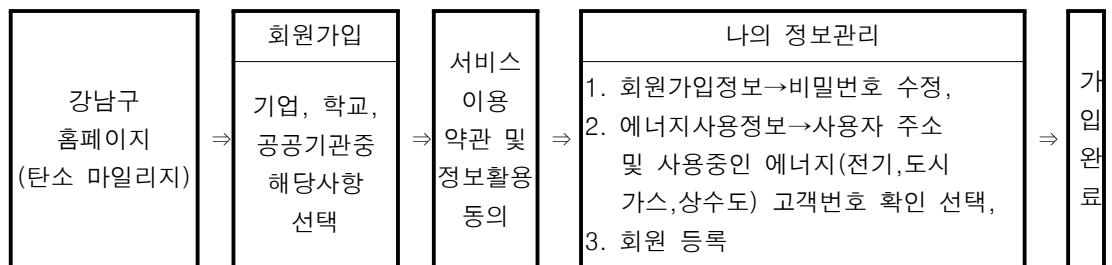 강남구
홈페이지
(탄소 마일리지)
⇒
회원가입
기업, 학교,
공공기관중
해당사항
선택
⇒
서비스
이용
약관 및
정보활용
동의
⇒
나의 정보관리
1. 회원가입정보→비밀번호 수정,
2. 에너지사용정보→사용자 주소
및 사용중인 에너지(전기,도시
가스,상수도) 고객번호 확인 선택,
3. 회원 등록
⇒
가
입
완
료